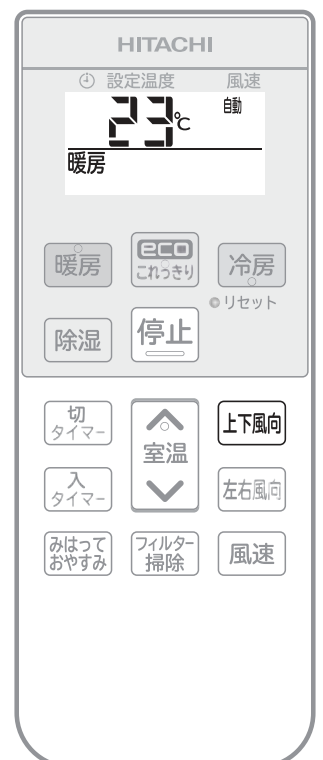 HITACHI
設定温度 風速
23℃ 自動
暖房
暖房 eco これっきり 冷房
リセット
除湿 停止
切タイマー 室温 上下風向
入タイマー 左右風向
みはっておやすみ フィルター掃除 風速